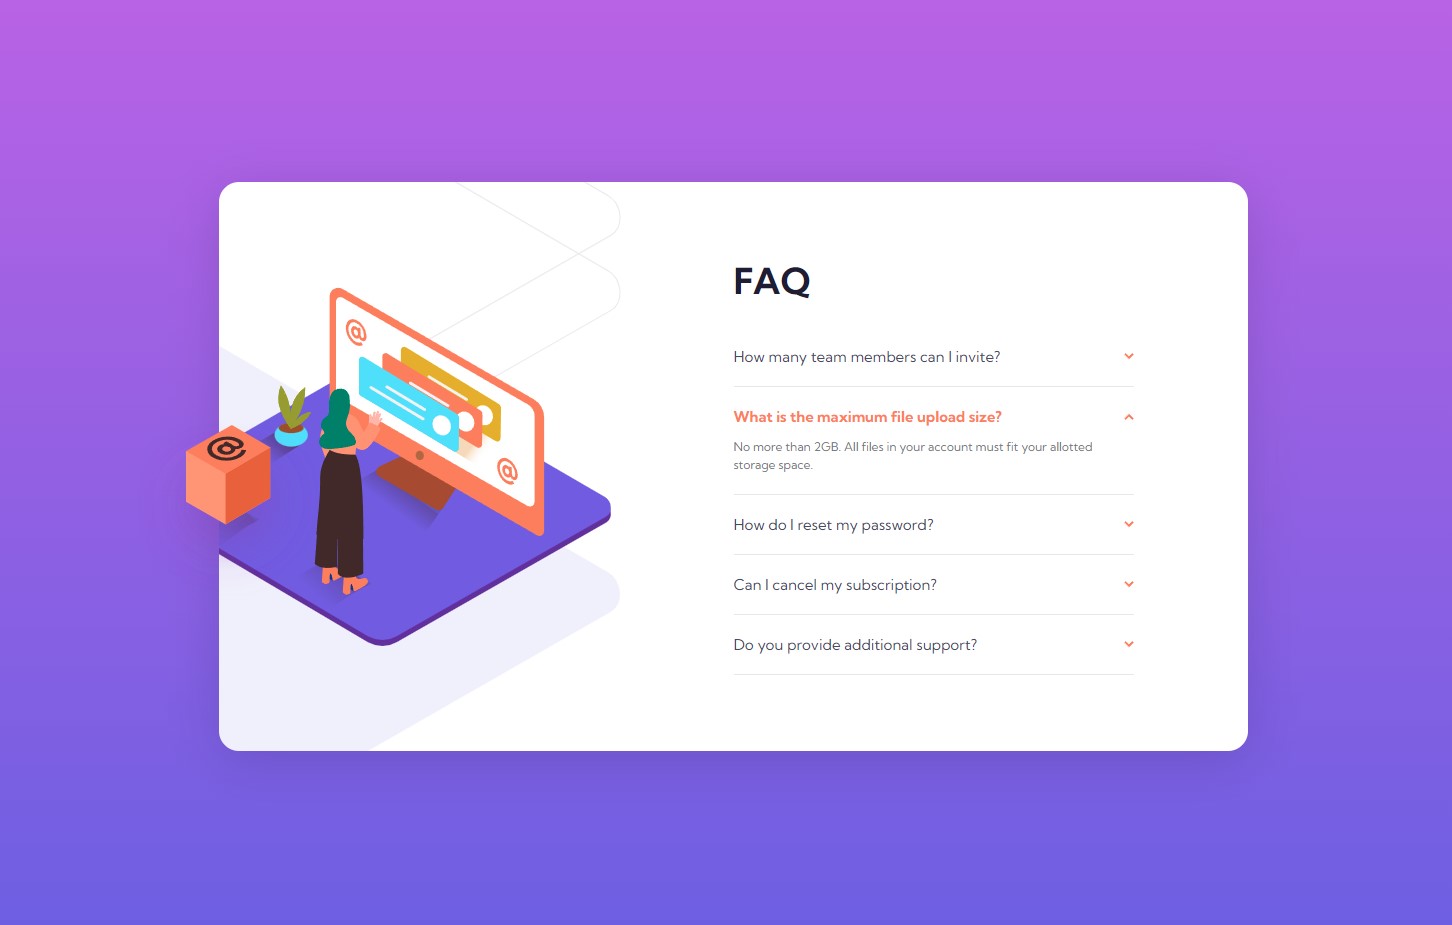 FAQ
How many team members can I invite?
What is the maximum file upload size?
No more than 2GB. All files in your account must fit your allotted
storage space.
How do I reset my password?
Can I cancel my subscription?
Do you provide additional support?
@
@
@